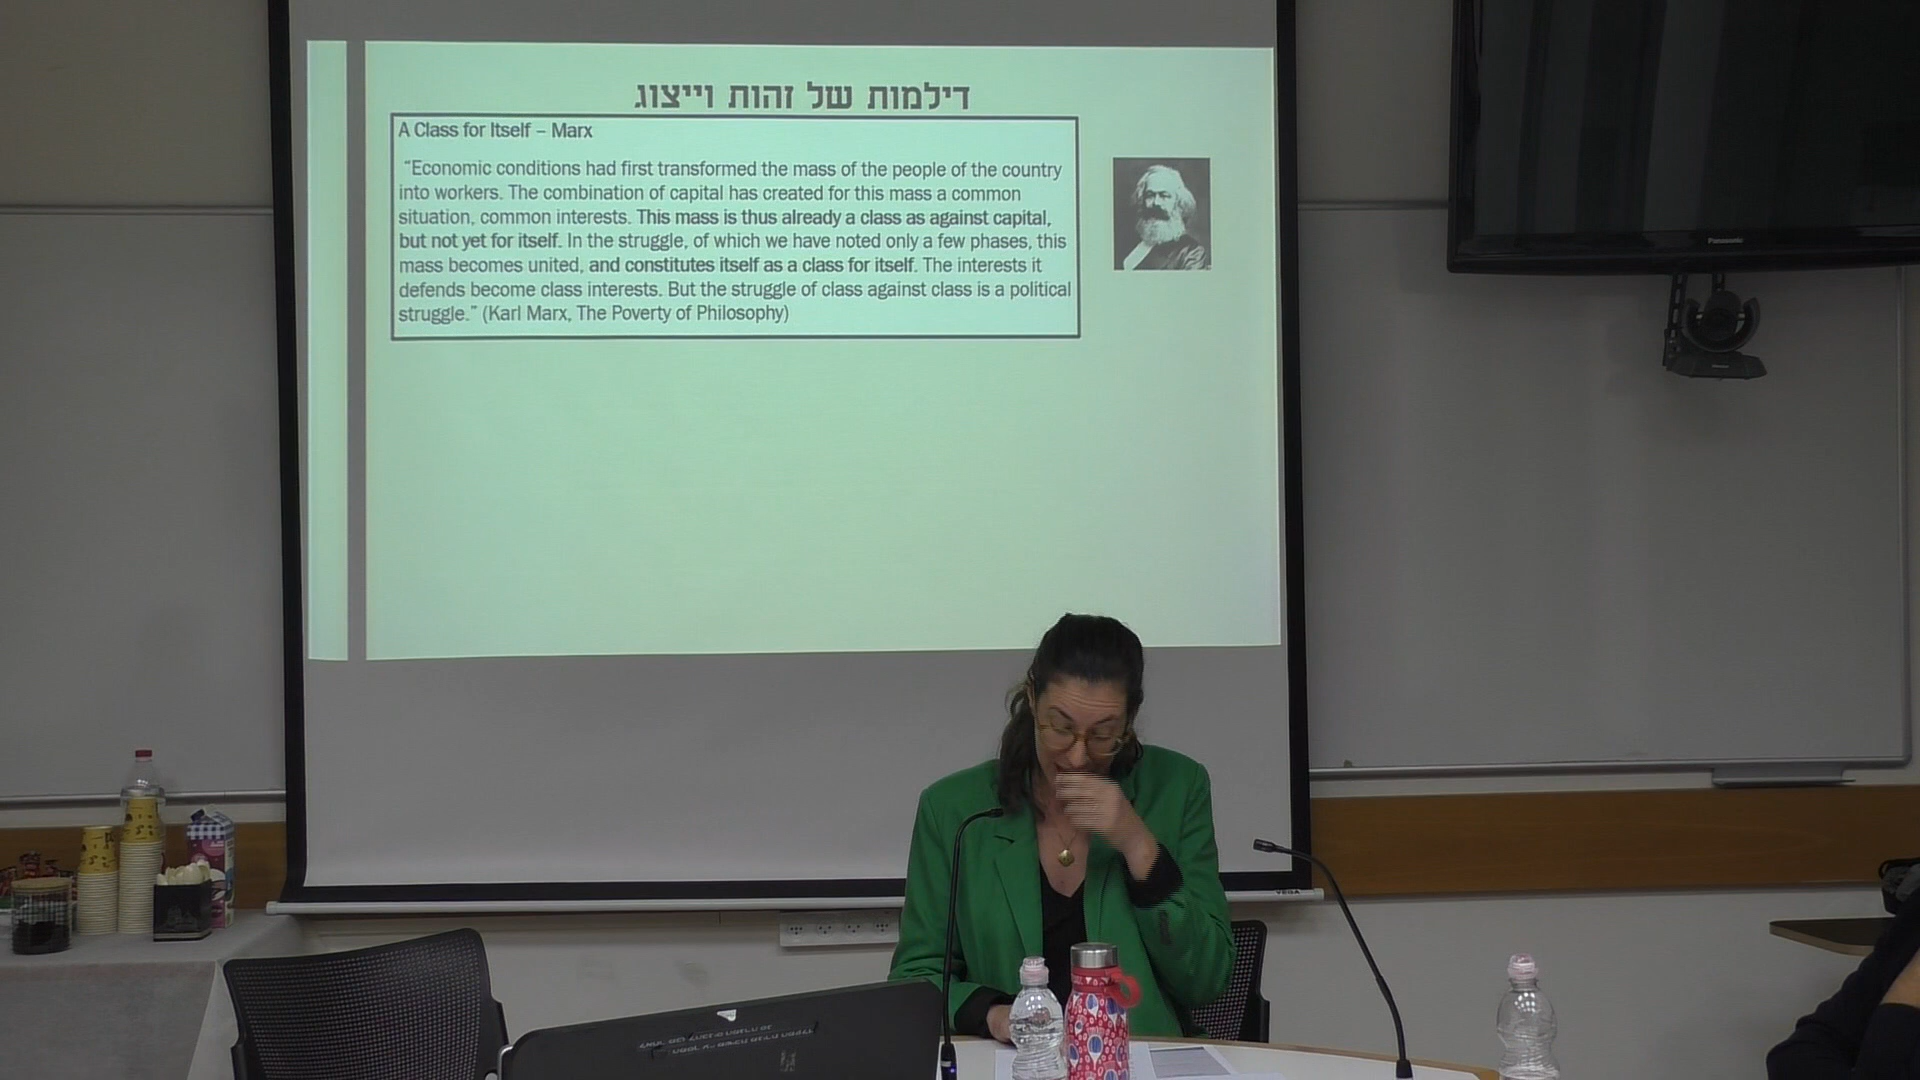 דילמות של זהות וייצוג
A Class for Itself – Marx
“Economic conditions had first transformed the mass of the people of the country
into workers. The combination of capital has created for this mass a common
situation, common interests. This mass is thus already a class as against capital,
but not yet for itself. In the struggle, of which we have noted only a few phases, this
mass becomes united, and constitutes itself as a class for itself. The interests it
defends become class interests. But the struggle of class against class is a political
struggle.” (Karl Marx, The Poverty of Philosophy)
Panasonic
VEGA